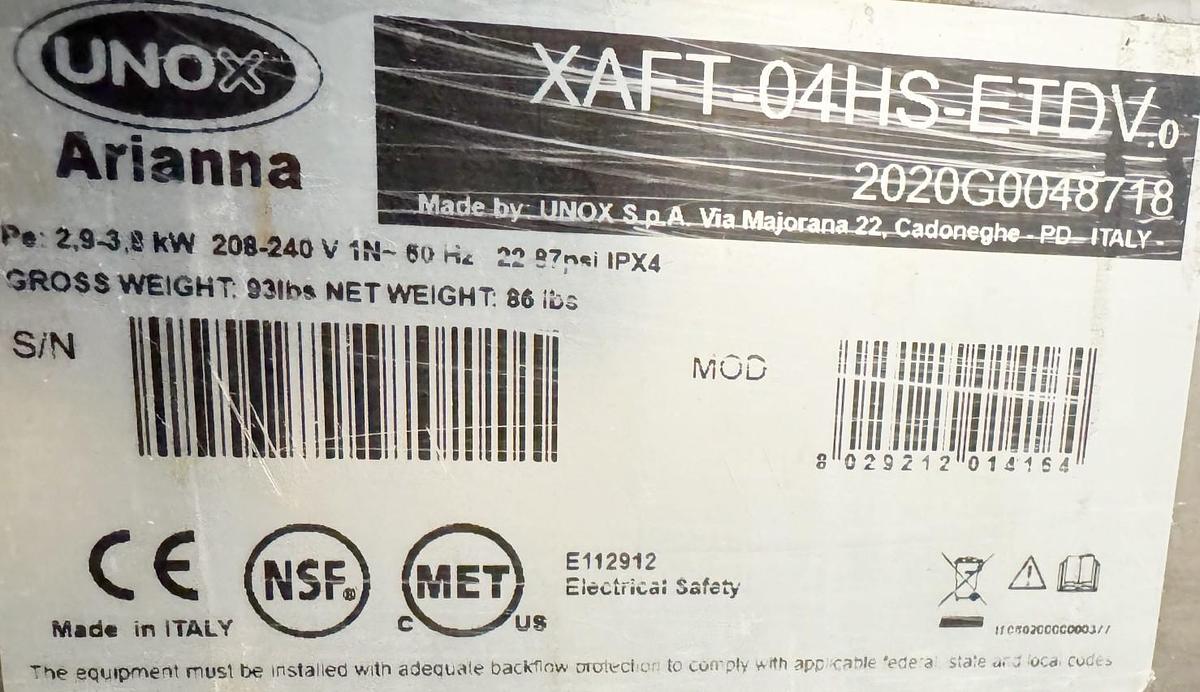 UNOX
Arianna
XAFT-04HS-ETDV.0
2020G0048718
Made by: UNOX S.p.A. Via Majorana 22, Cadoneghe - PD - ITALY -
Pe: 2,9-3,8 kW 208-240 V 1N~ 60 Hz 22 87psi IPX4
GROSS WEIGHT: 93lbs NET WEIGHT: 86 lbs
S/N
MOD
8 029212 014164
CE
NSF®
MET
C US
E112912
Electrical Safety
Made in ITALY
The equipment must be installed with adequate backflow protection to comply with applicable federal, state and local codes